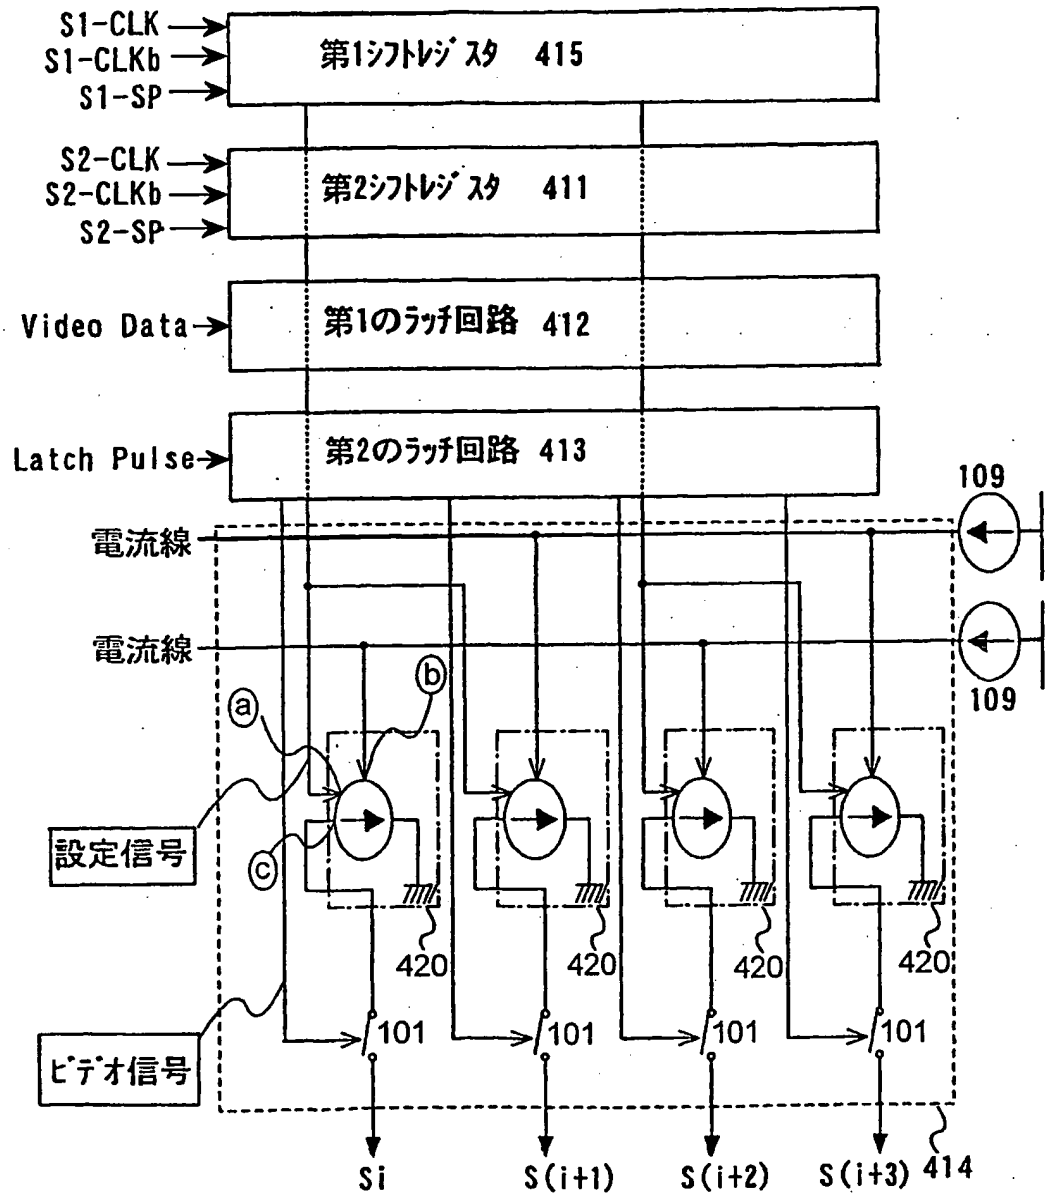 S1-CLK
S1-CLKb
S1-SP
第1シフトレジスタ 415
S2-CLK
S2-CLKb
S2-SP
第2シフトレジスタ 411
Video Data
第1のラッチ回路 412
Latch Pulse
第2のラッチ回路 413
109
電流線
電流線
109
ⓐ
ⓑ
設定信号
ⓒ
420
420
420
420
101
101
101
101
ビデオ信号
Si
S(i+1)
S(i+2)
S(i+3)
414